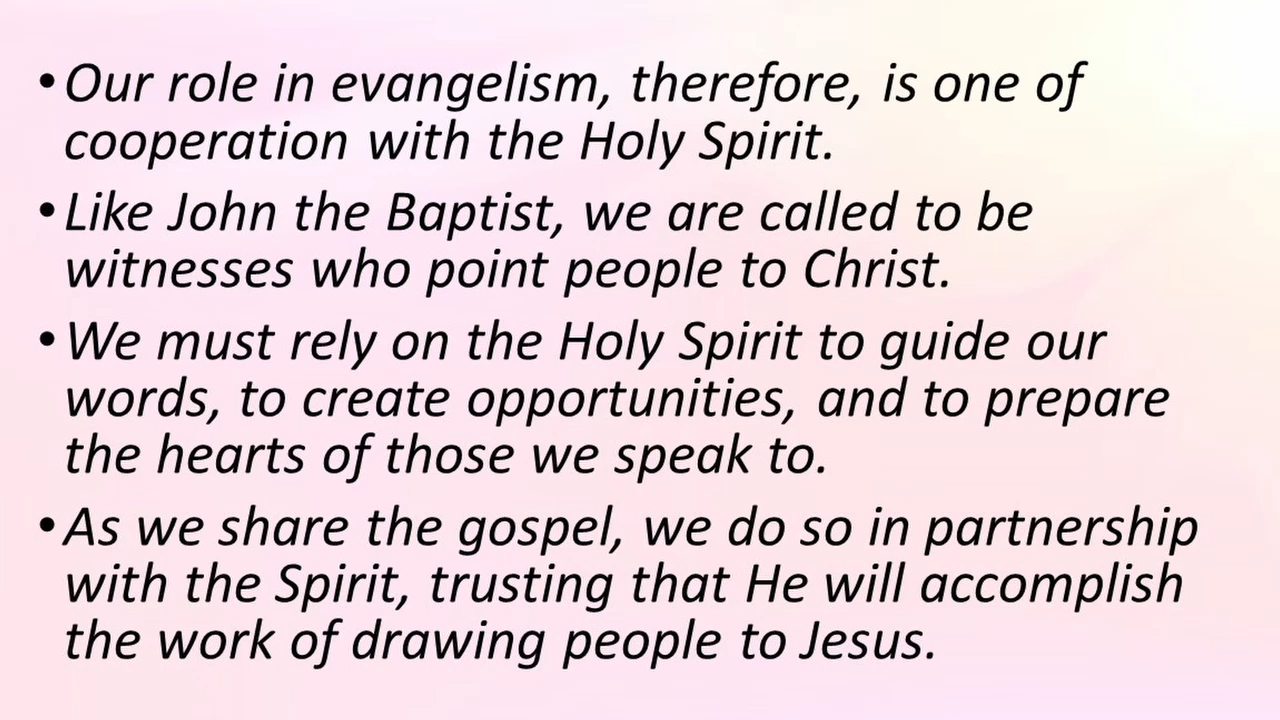 • Our role in evangelism, therefore, is one of
cooperation with the Holy Spirit.
• Like John the Baptist, we are called to be
witnesses who point people to Christ.
• We must rely on the Holy Spirit to guide our
words, to create opportunities, and to prepare
the hearts of those we speak to.
• As we share the gospel, we do so in partnership
with the Spirit, trusting that He will accomplish
the work of drawing people to Jesus.